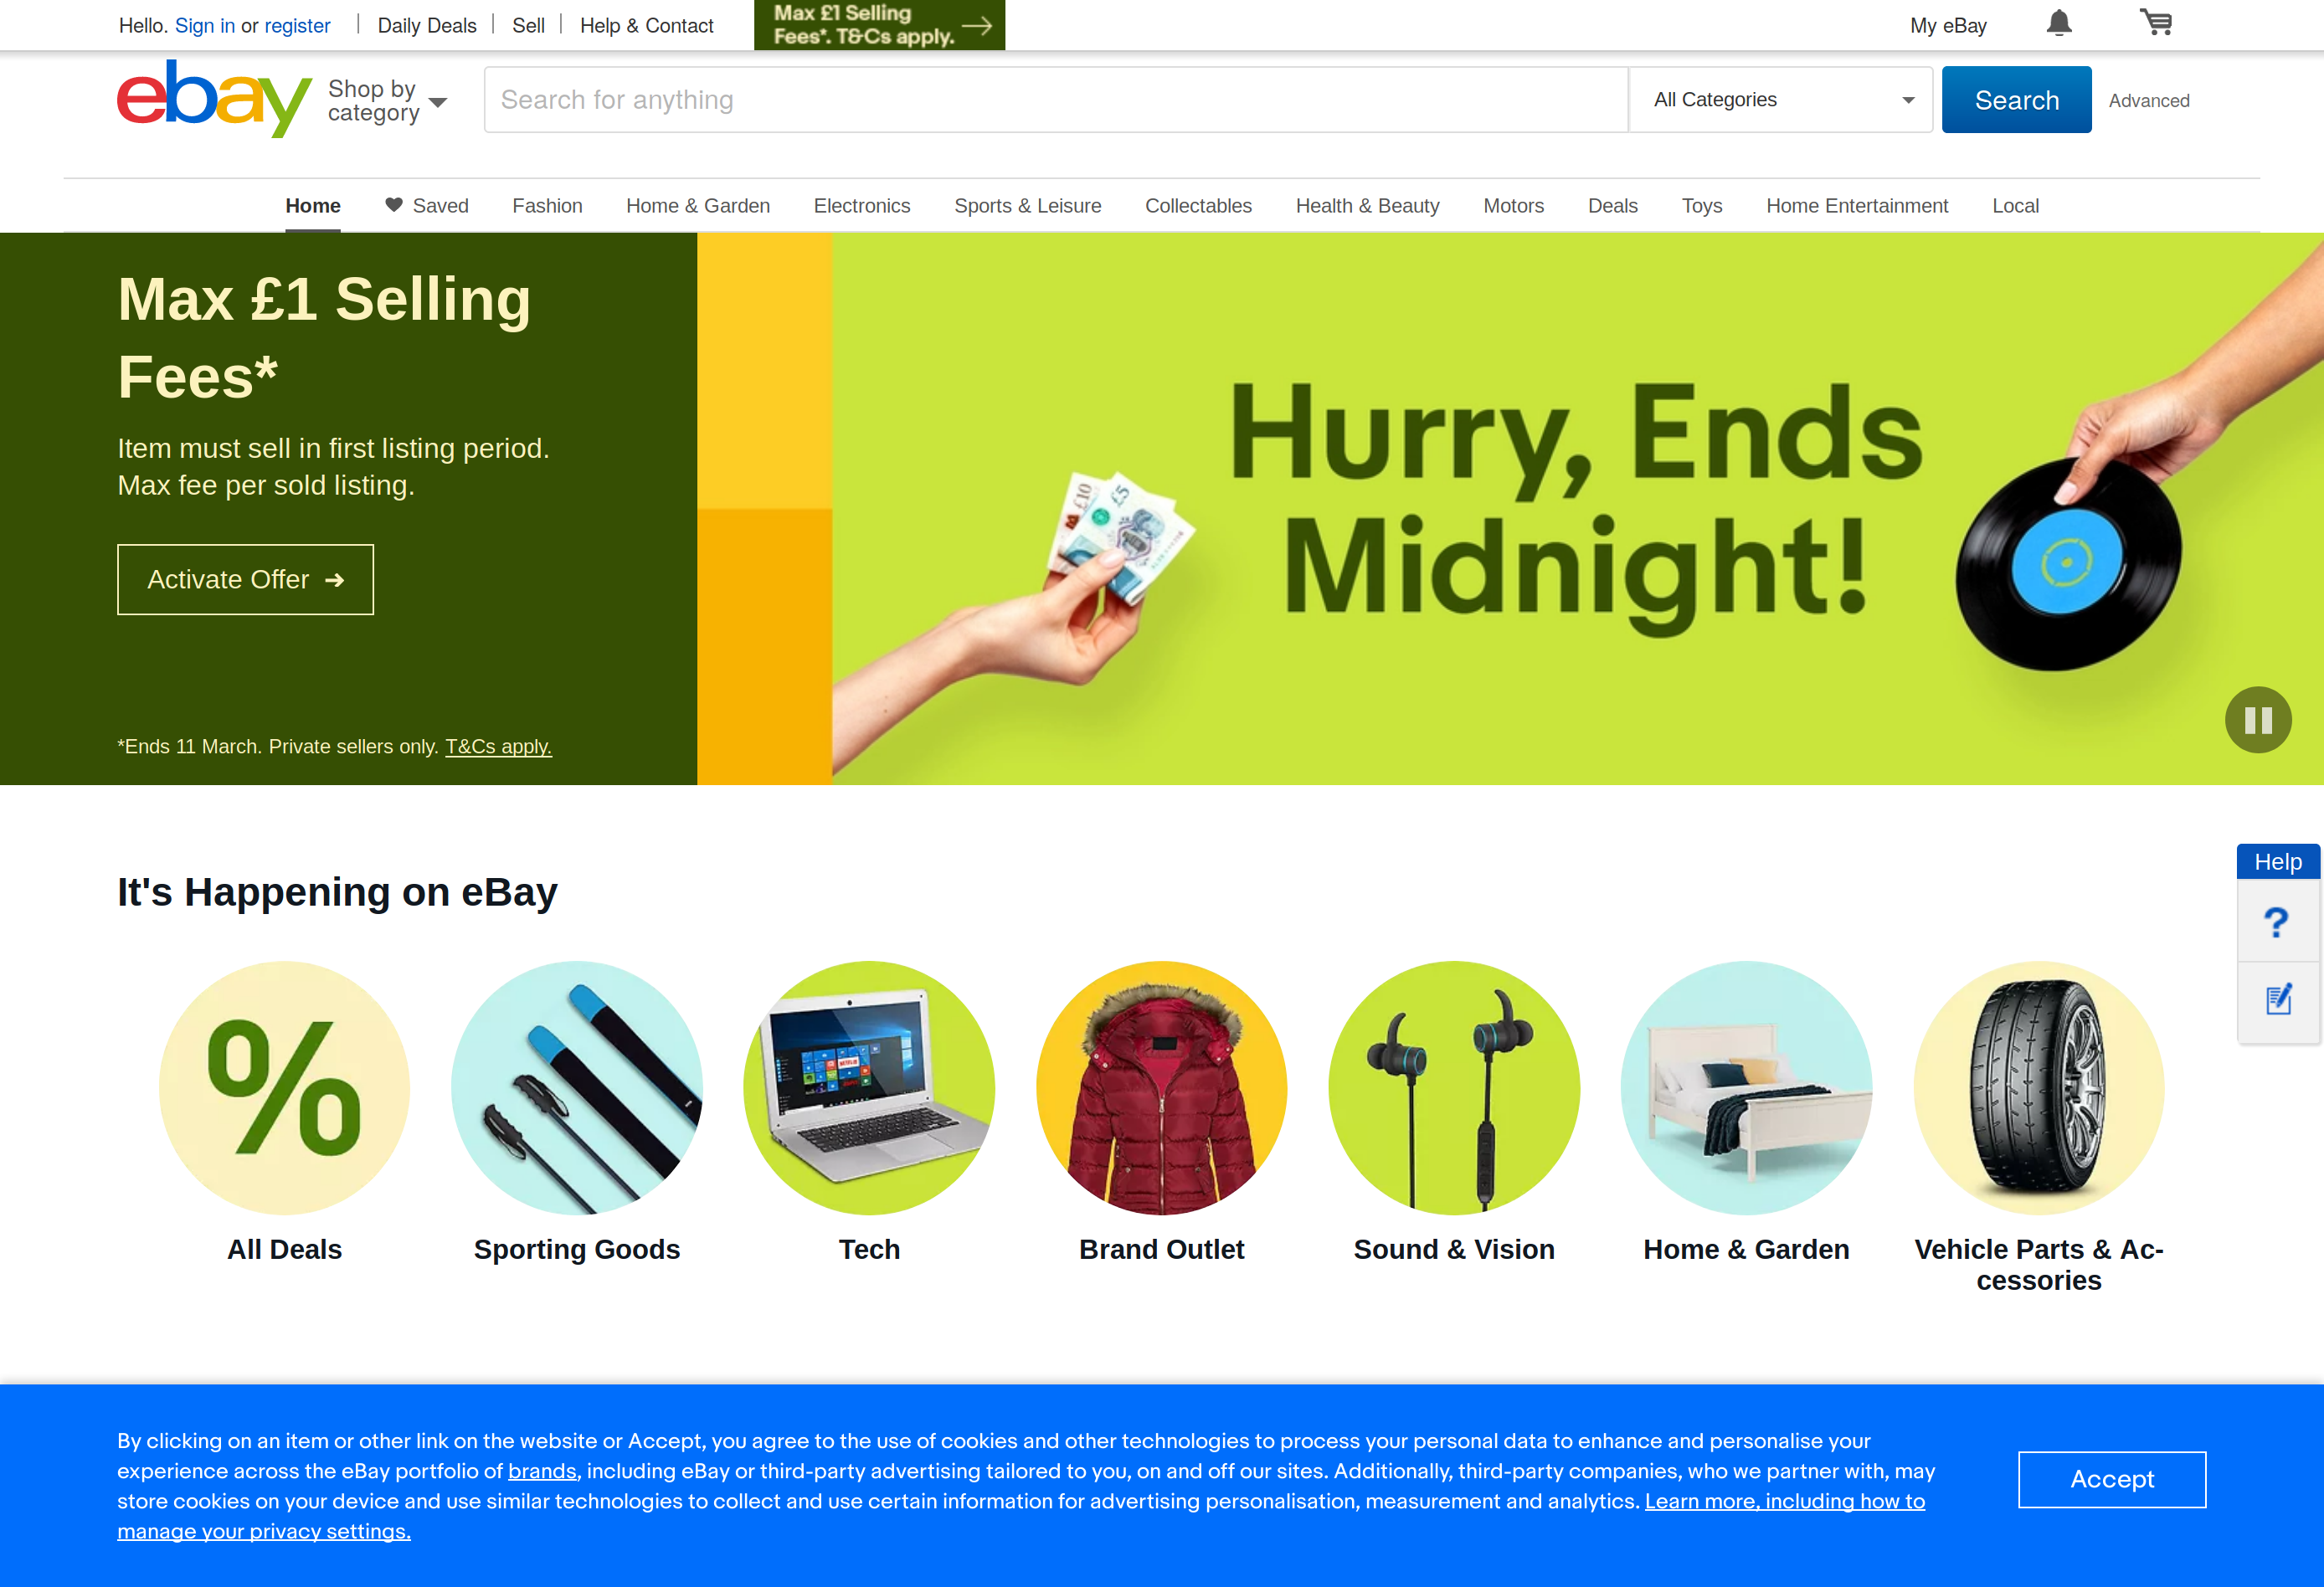 Hello. Sign in or register
Daily Deals
Sell
Help & Contact
Max £1 Selling
Fees*. T&Cs apply.
My eBay
ebay
Shop by
category
Search for anything
All Categories
Search
Advanced
Home
Saved
Fashion
Home & Garden
Electronics
Sports & Leisure
Collectables
Health & Beauty
Motors
Deals
Toys
Home Entertainment
Local
Max £1 Selling
Fees*
Item must sell in first listing period.
Max fee per sold listing.
Activate Offer
*Ends 11 March. Private sellers only. T&Cs apply.
£10
£5
Hurry, Ends
Midnight!
Help
?
It's Happening on eBay
%
All Deals
Sporting Goods
Tech
Brand Outlet
Sound & Vision
Home & Garden
Vehicle Parts & Ac-
cessories
By clicking on an item or other link on the website or Accept, you agree to the use of cookies and other technologies to process your personal data to enhance and personalise your
experience across the eBay portfolio of brands, including eBay or third-party advertising tailored to you, on and off our sites. Additionally, third-party companies, who we partner with, may
store cookies on your device and use similar technologies to collect and use certain information for advertising personalisation, measurement and analytics. Learn more, including how to
manage your privacy settings.
Accept